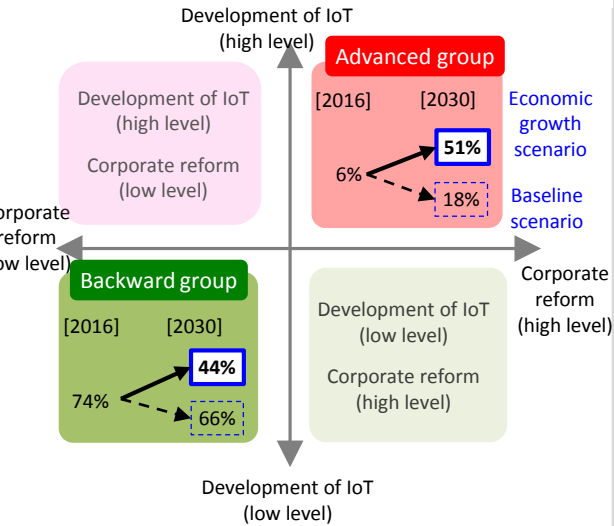 Development of IoT
(high level)
Advanced group
[2016]
[2030]
51%
6%
18%
Economic
growth
scenario
Baseline
scenario
Development of IoT
(high level)
Corporate reform
(low level)
reform
level)
Corporate
reform
(high level)
Backward group
[2016]
[2030]
44%
74%
66%
Development of IoT
(low level)
Corporate reform
(high level)
Development of IoT
(low level)